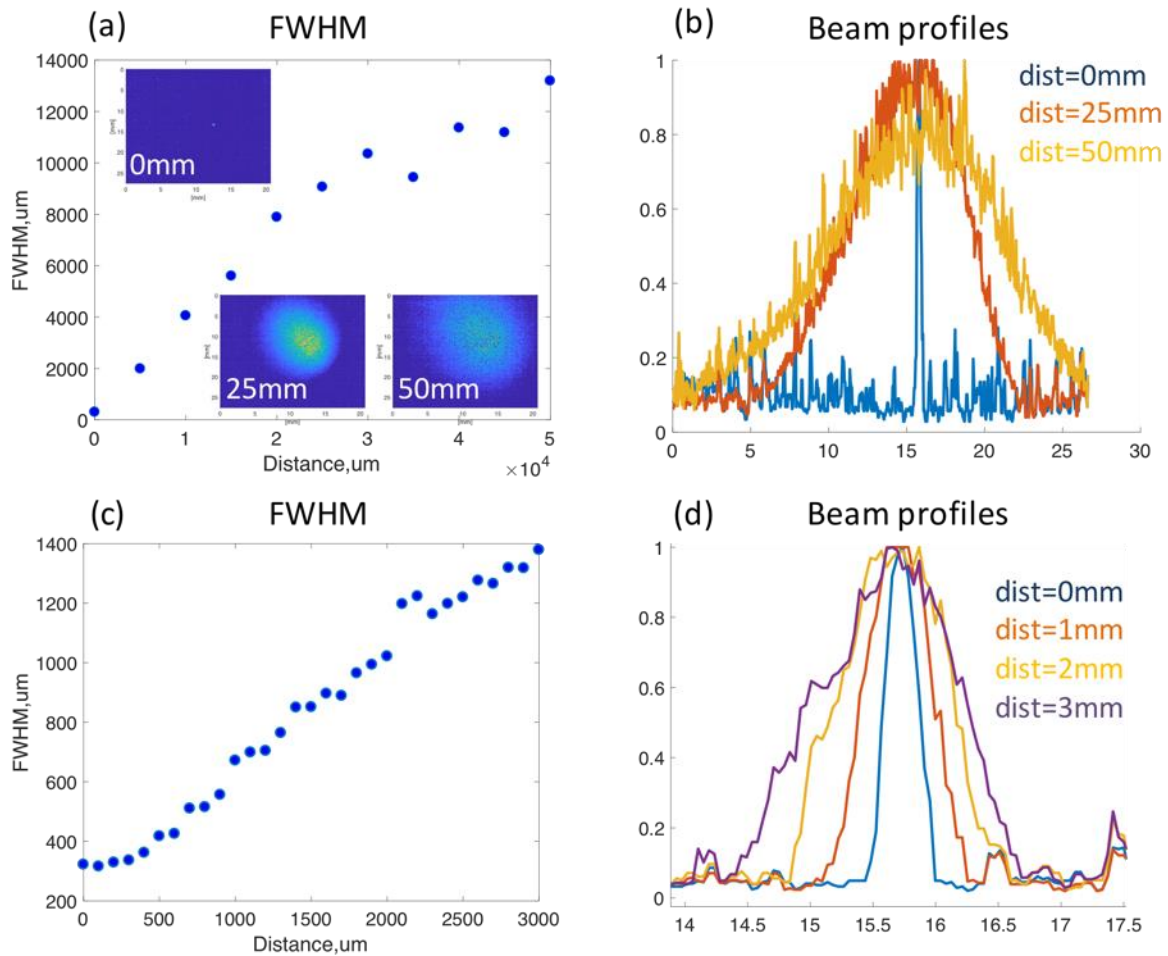 (a)
FWHM
14000
12000
10000
8000
6000
4000
2000
0
FWHM,um
0
1
2
3
4
5
×10⁴
Distance,um
0mm
25mm
50mm
(b)
Beam profiles
dist=0mm
dist=25mm
dist=50mm
1
0.8
0.6
0.4
0.2
0
0
5
10
15
20
25
30
(c)
FWHM
1400
1200
1000
800
600
400
200
FWHM,um
0
500
1000
1500
2000
2500
3000
Distance,um
(d)
Beam profiles
dist=0mm
dist=1mm
dist=2mm
dist=3mm
1
0.8
0.6
0.4
0.2
0
14
14.5
15
15.5
16
16.5
17
17.5